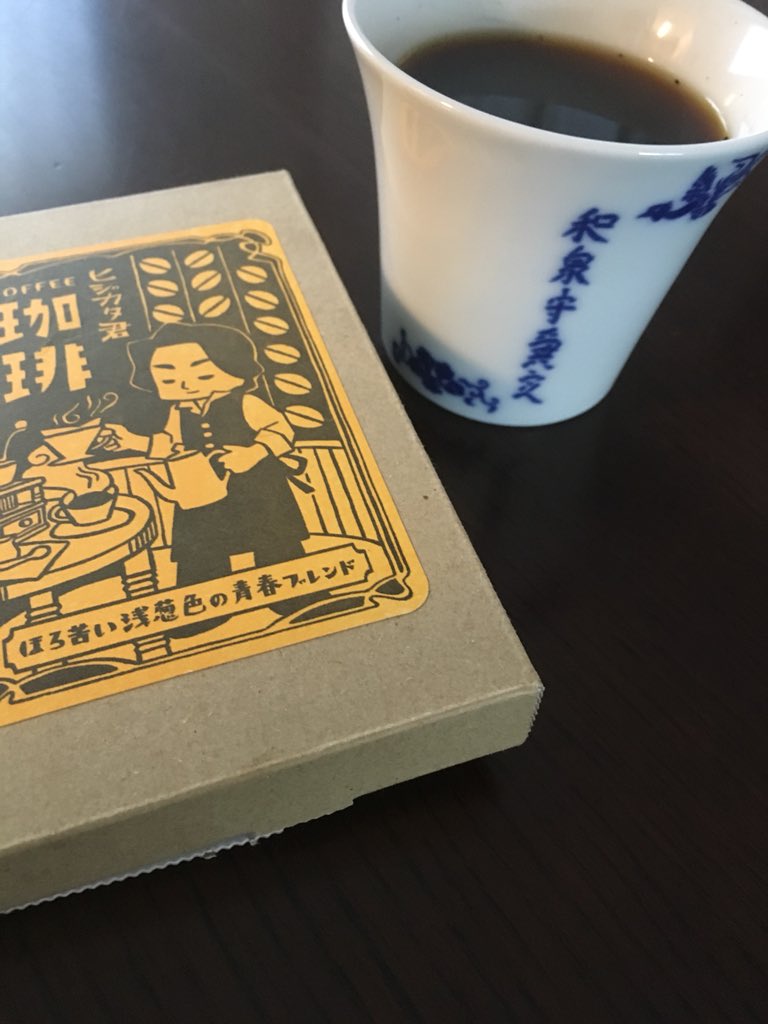 OFFEE
珈
琲
ヒジカタ君
ほろ苦い浅葱色の青春ブレンド
和泉守兼定